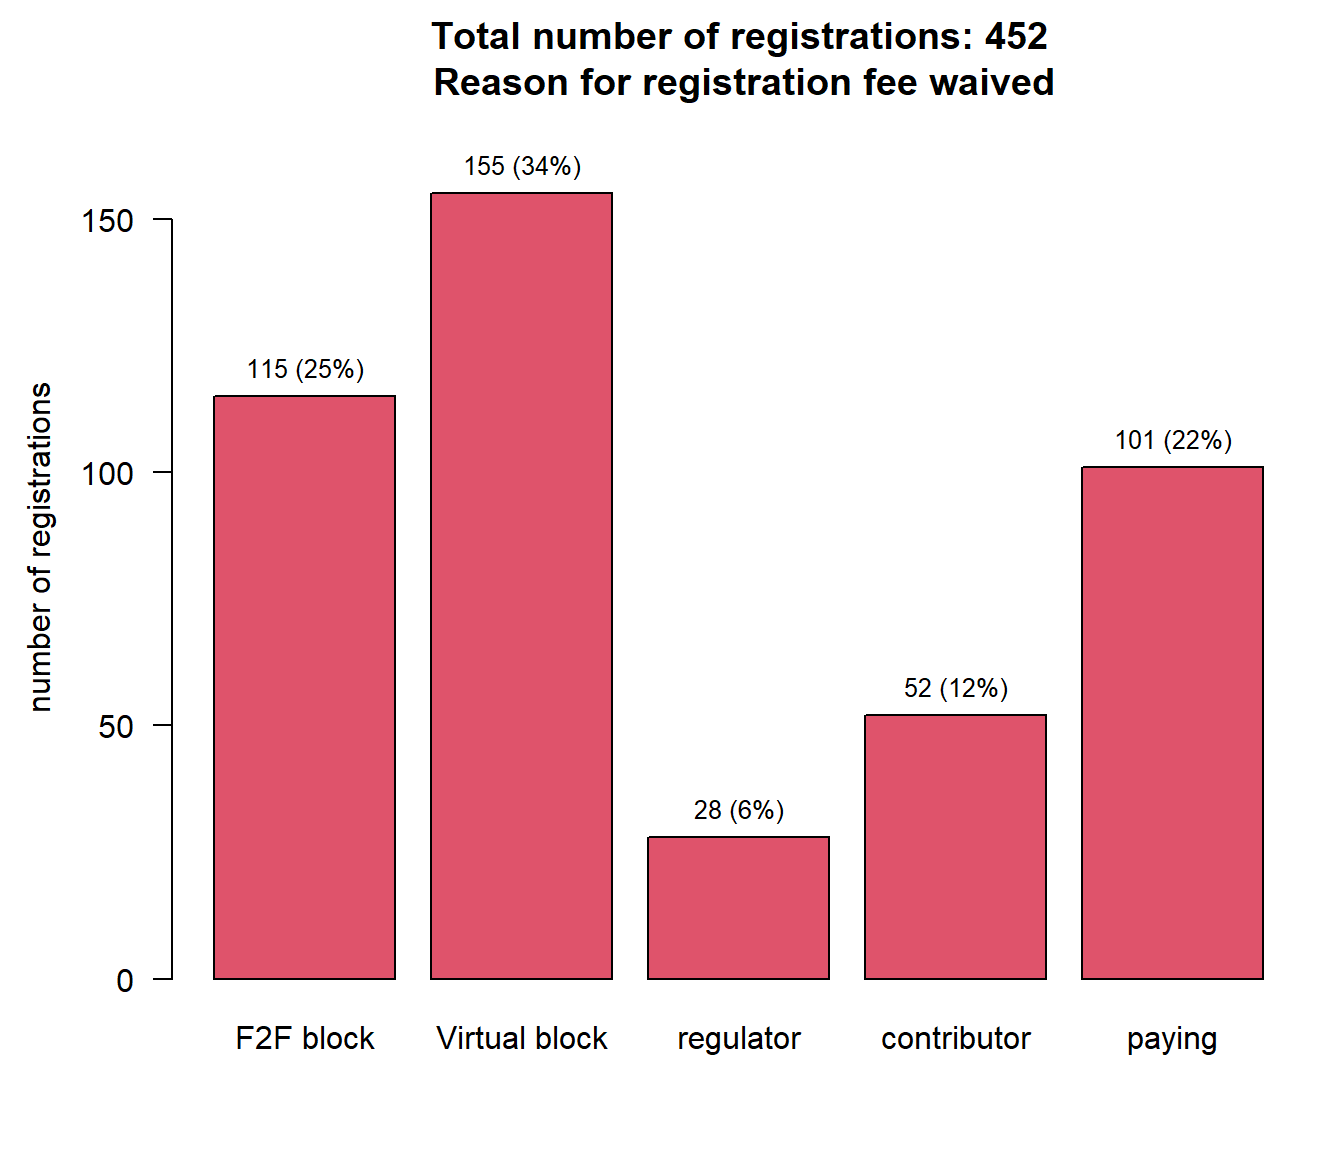 Total number of registrations: 452
Reason for registration fee waived
155 (34%)
150
115 (25%)
101 (22%)
100
number of registrations
52 (12%)
50
28 (6%)
0
F2F block
Virtual block
regulator
contributor
paying